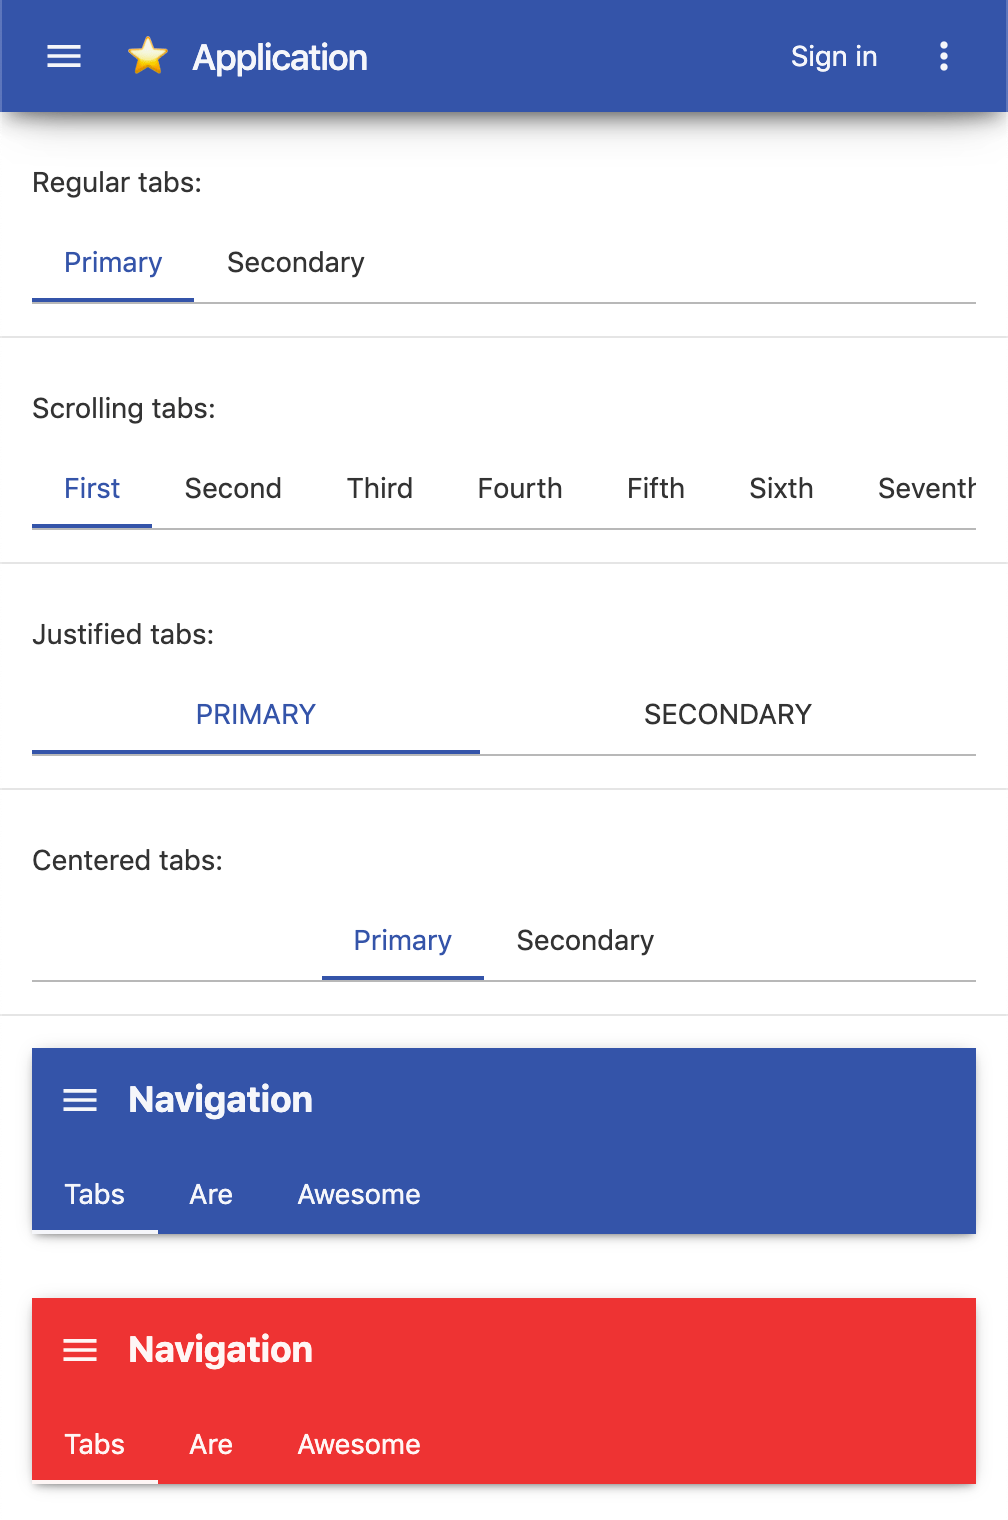 Application Sign in
Regular tabs:
Primary Secondary
Scrolling tabs:
First Second Third Fourth Fifth Sixth Seventh
Justified tabs:
PRIMARY SECONDARY
Centered tabs:
Primary Secondary
Navigation
Tabs Are Awesome
Navigation
Tabs Are Awesome